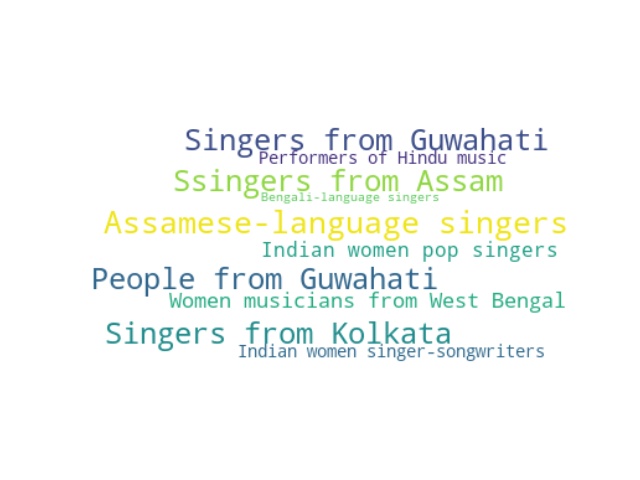 Singers from Guwahati
Performers of Hindu music
Ssingers from Assam
Bengali-language singers
Assamese-language singers
Indian women pop singers
People from Guwahati
Women musicians from West Bengal
Singers from Kolkata
Indian women singer-songwriters